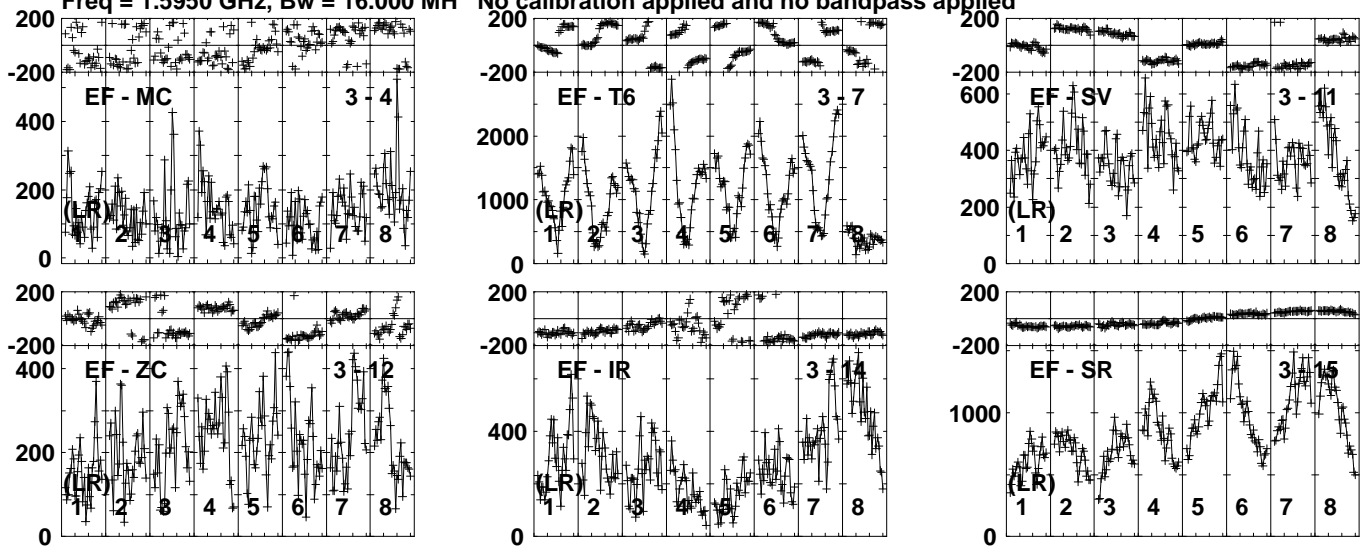 Freq = 1.5950 GHz, Bw = 16.000 MH No calibration applied and no bandpass applied
200
-200
EF - MC 3 - 4
400
200
0
(LR)
1 2 3 4 5 6 7 8
EF - T6 3 - 7
2000
1000
0
(LR)
1 2 3 4 5 6 7 8
200
-200
EF - SV 3 - 11
600
400
200
0
(LR)
1 2 3 4 5 6 7 8
200
-200
EF - ZC 3 - 12
400
200
0
(LR)
1 2 3 4 5 6 7 8
EF - IR 3 - 14
400
0
(LR)
1 2 3 4 5 6 7 8
200
-200
EF - SR 3 - 15
1000
0
(LR)
1 2 3 4 5 6 7 8